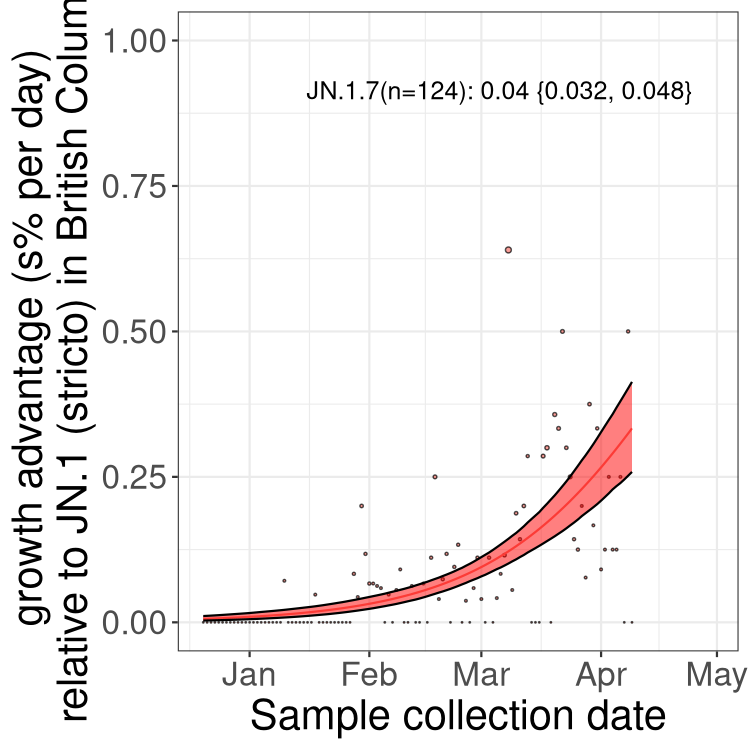 growth advantage (s% per day)
relative to JN.1 (stricto) in British Colum
1.00
0.75
0.50
0.25
0.00
JN.1.7(n=124): 0.04 {0.032, 0.048}
Jan Feb Mar Apr May
Sample collection date